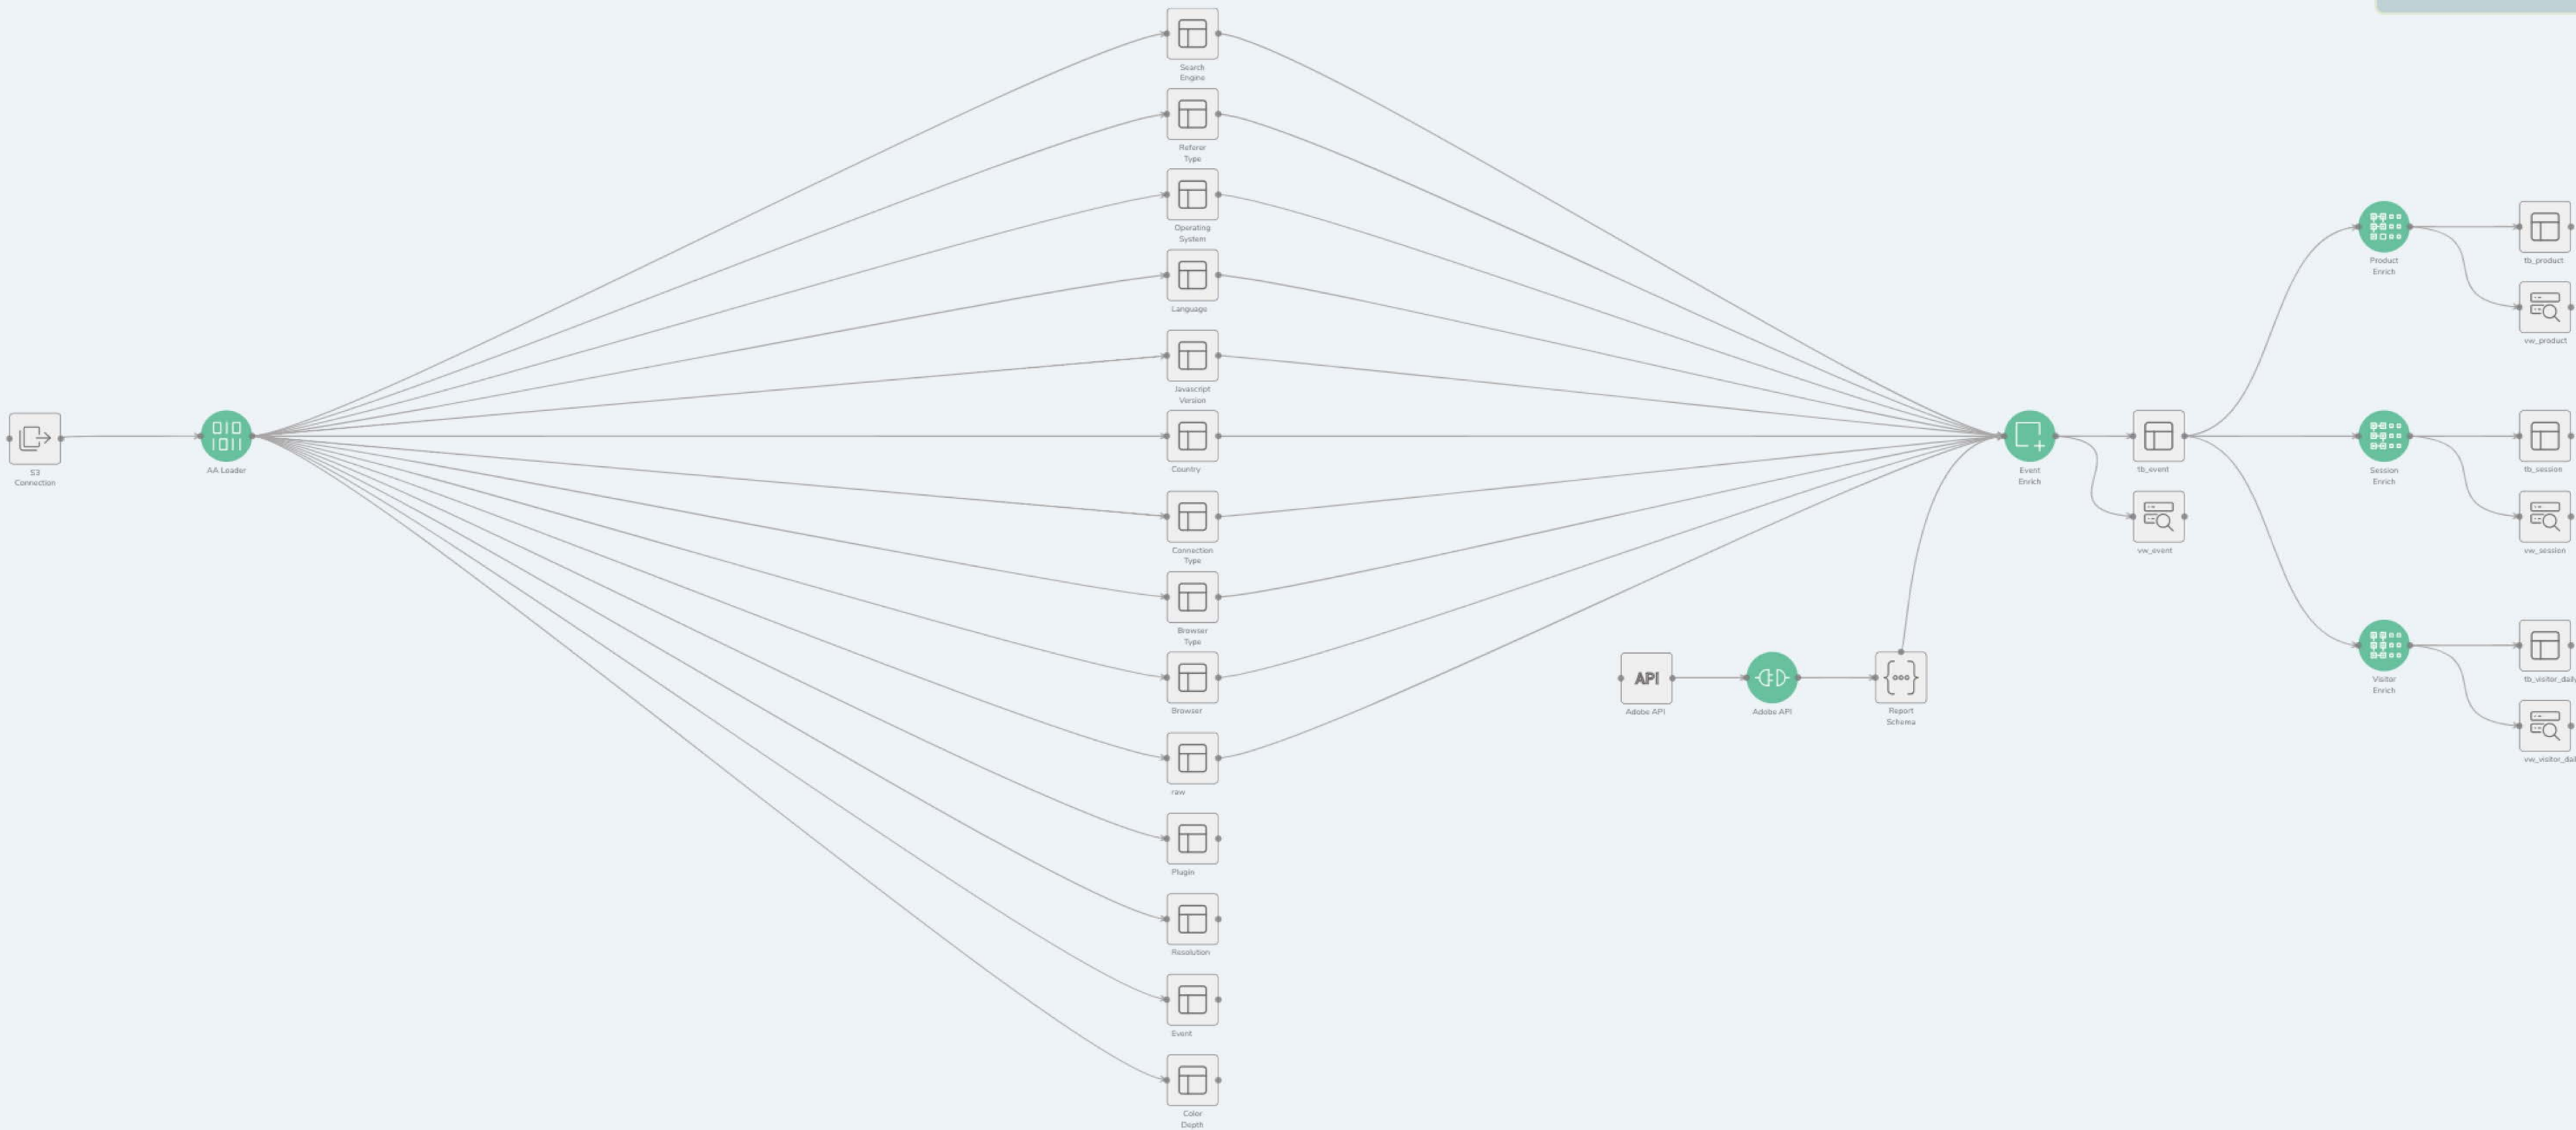 Search
Engine
Referer
Type
Operating
System
Language
Javascript
Version
Country
Connection
Type
Browser
Type
Browser
raw
Plugin
Resolution
Event
Color
Depth
S3
Connection
AA Loader
API
Adobe API
Adobe API
Report
Schema
Event
Enrich
tb_event
vw_event
Product
Enrich
tb_product
vw_product
Session
Enrich
tb_session
vw_session
Visitor
Enrich
tb_visitor_daily
vw_visitor_dail